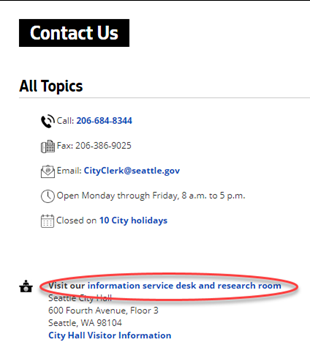 Contact Us
All Topics
Call: 206-684-8344
Fax: 206-386-9025
Email: CityClerk@seattle.gov
Open Monday through Friday, 8 a.m. to 5 p.m.
Closed on 10 City holidays
Visit our information service desk and research room
Seattle City Hall
600 Fourth Avenue, Floor 3
Seattle, WA 98104
City Hall Visitor Information